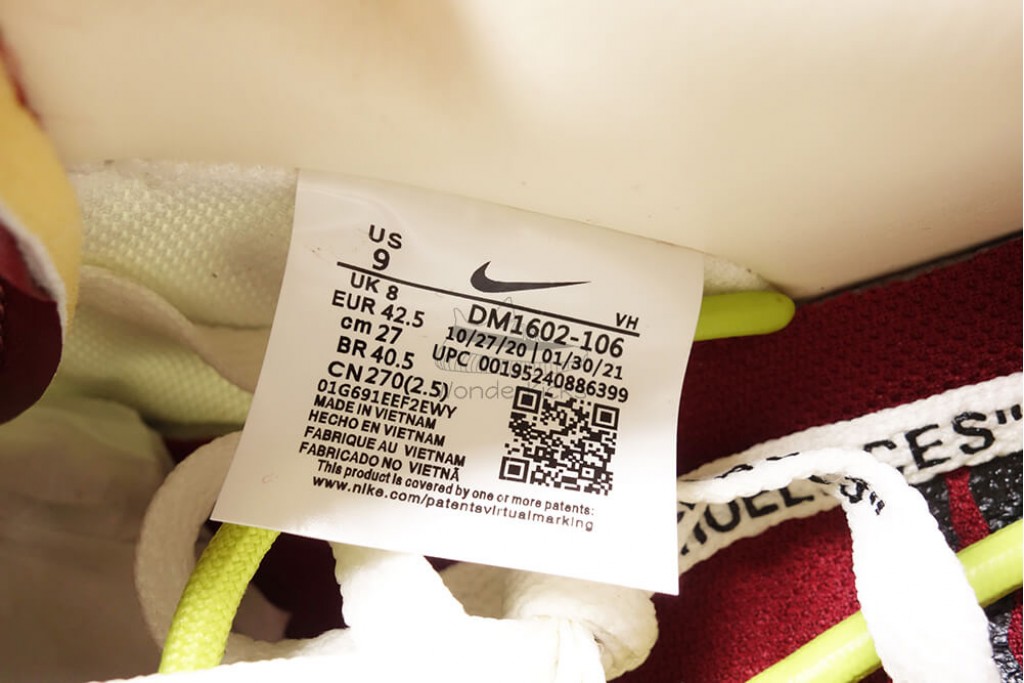 US
9
UK 8
EUR 42.5
cm 27
BR 40.5
CN 270(2.5)
VH
DM1602-106
10/27/20 | 01/30/21
UPC 00195240886399
01G691EEF2EWY
MADE IN VIETNAM
HECHO EN VIETNAM
FABRIQUE AU VIETNAM
FABRICADO NO VIETNÃ
This product is covered by one or more patents:
www.nike.com/patentsvirtualmarking